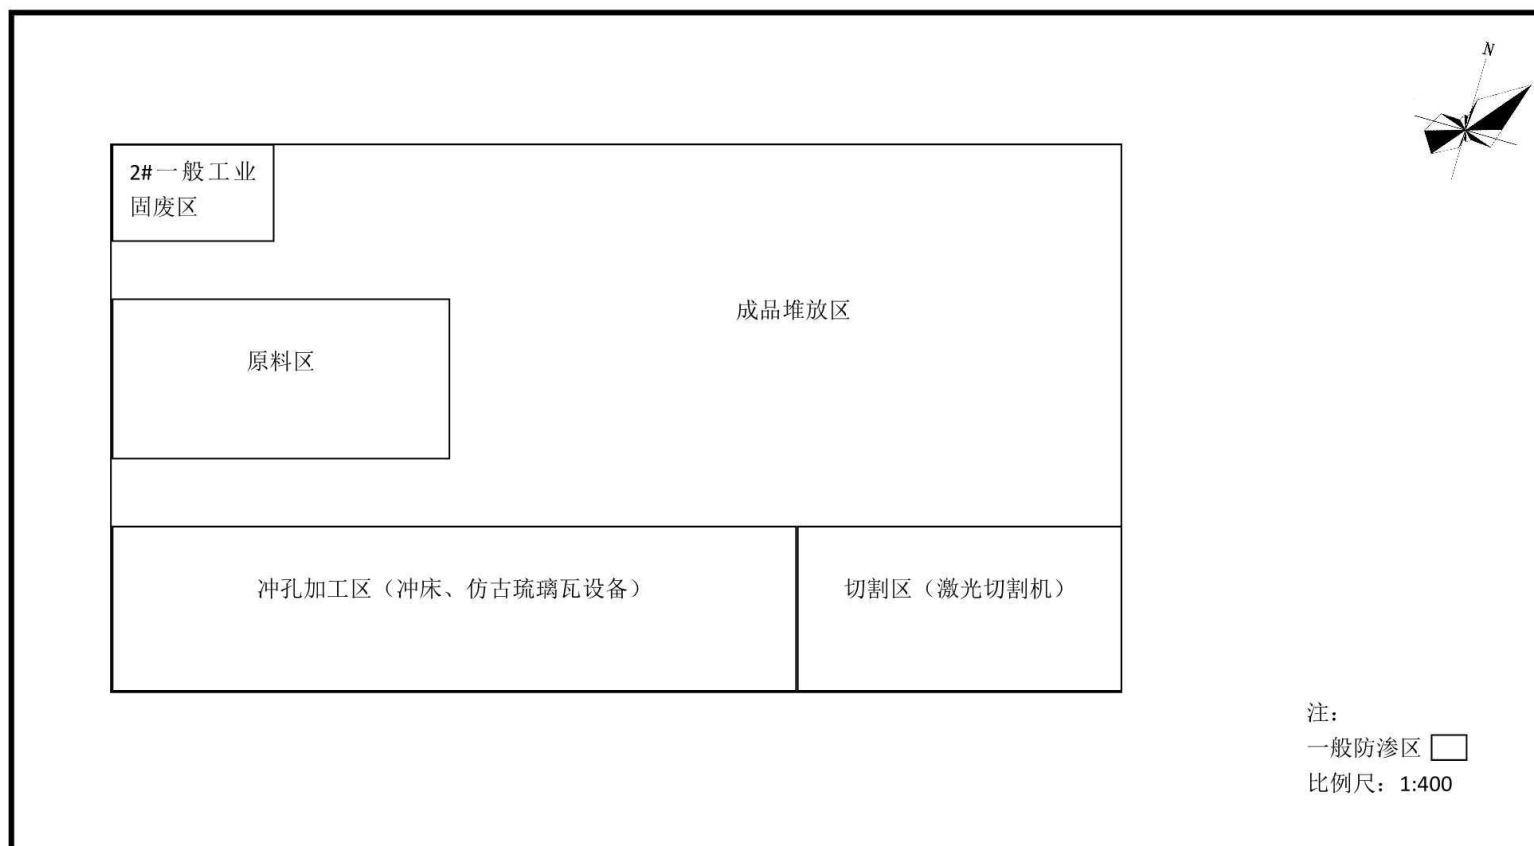 N
2#一般工业
固废区
成品堆放区
原料区
冲孔加工区（冲床、仿古琉璃瓦设备）
切割区（激光切割机）
注：
一般防渗区
比例尺：1:400